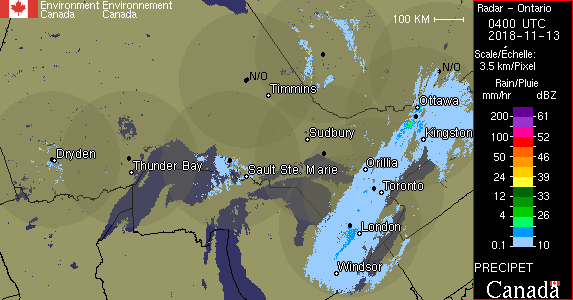 Environment Environnement
Canada Canada
100 KM
N/O
N/O
Timmins
Ottawa
Sudbury
Kingston
Dryden
Thunder Bay
Sault Ste. Marie
Orillia
Toronto
London
Windsor
Radar - Ontario
0400 UTC
2018-11-13
Scale/Échelle:
3.5 km/Pixel
Rain/Pluie
mm/hr dBZ
200 61
100 52
50 46
24 39
12 33
4 26
0.1 10
PRECIPET
Canada